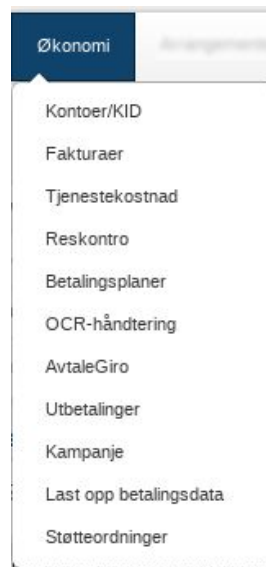 Økonomi
Kontoer/KID
Fakturaer
Tjenestekostnad
Reskontro
Betalingsplaner
OCR-håndtering
AvtaleGiro
Utbetalinger
Kampanje
Last opp betalingsdata
Støtteordninger